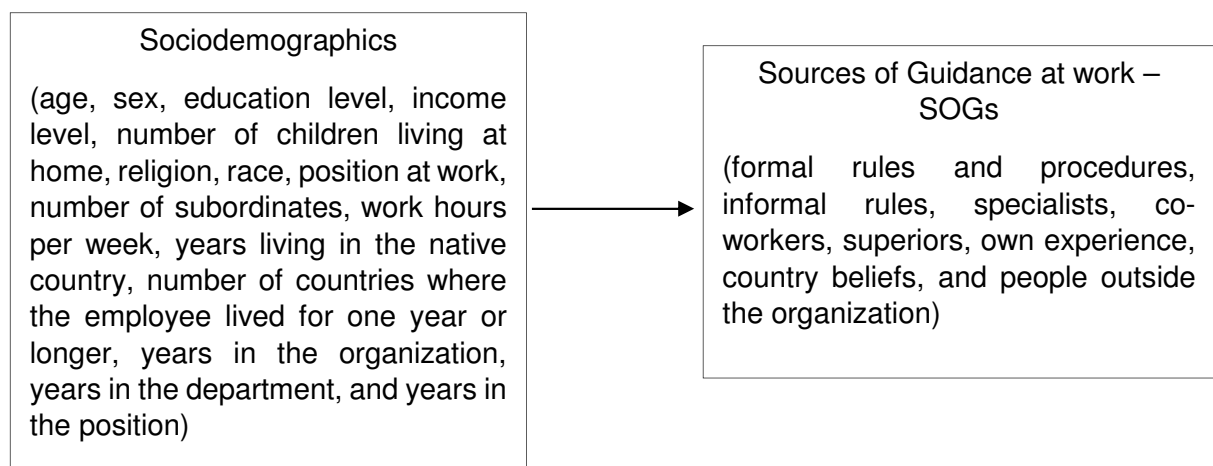 Sociodemographics
(age, sex, education level, income
level, number of children living at
home, religion, race, position at work,
number of subordinates, work hours
per week, years living in the native
country, number of countries where
the employee lived for one year or
longer, years in the organization,
years in the department, and years in
the position)
Sources of Guidance at work –
SOGs
(formal rules and procedures,
informal rules, specialists, co-
workers, superiors, own experience,
country beliefs, and people outside
the organization)